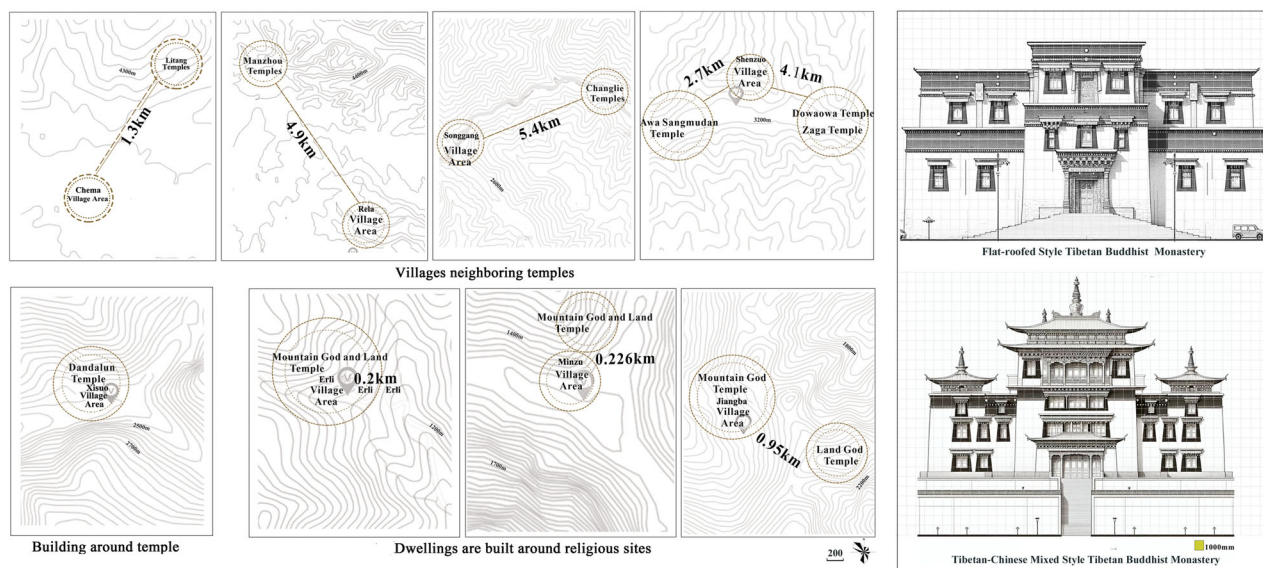 4300m
Litang
Temples
1.3km
Chema
Village Area
Manzhou
Temples
4400m
4.9km
Rela
Village
Area
Changlie
Temples
5.4km
Songgang
Village
Area
2600m
Shenzuo
Village
Area
2.7km
4.1km
Awa Sangmudan
Temple
3200m
Dowaowa Temple
Zaga Temple
Villages neighboring temples
Dandalun
Temple
Xisuo
Village
Area
2500m
2700m
Building around temple
Mountain God and Land
Temple
Erli
0.2km
Village
Area
Erli
Erli
1200m
1400m
Mountain God and Land
Temple
Minzu
Village
Area
0.226km
1700m
1800m
Mountain God
Temple
Jiangba
Village
Area
0.95km
Land God
Temple
2200m
Dwellings are built around religious sites
200
Flat-roofed Style Tibetan Buddhist Monastery
1000mm
Tibetan-Chinese Mixed Style Tibetan Buddhist Monastery